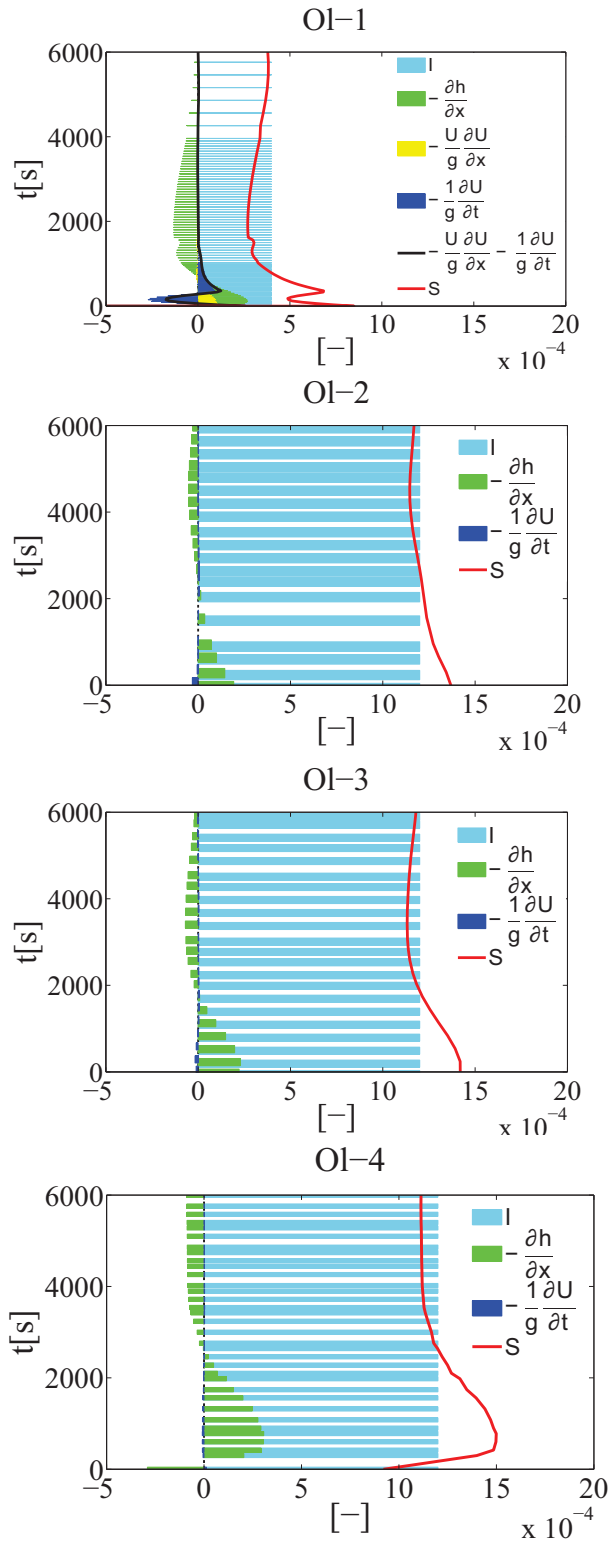 Ol−1
6000
4000
2000
0
t[s]
−5 0 5 10 15 20
[−]
x 10⁻⁴
I
− ∂h/∂x
− U/g ∂U/∂x
− 1/g ∂U/∂t
− U/g ∂U/∂x − 1/g ∂U/∂t
S
Ol−2
6000
4000
2000
0
t[s]
−5 0 5 10 15 20
[−]
x 10⁻⁴
I
− ∂h/∂x
− 1/g ∂U/∂t
S
Ol−3
6000
4000
2000
0
t[s]
−5 0 5 10 15 20
[−]
x 10⁻⁴
I
− ∂h/∂x
− 1/g ∂U/∂t
S
Ol−4
6000
4000
2000
0
t[s]
−5 0 5 10 15 20
[−]
x 10⁻⁴
I
− ∂h/∂x
− 1/g ∂U/∂t
S